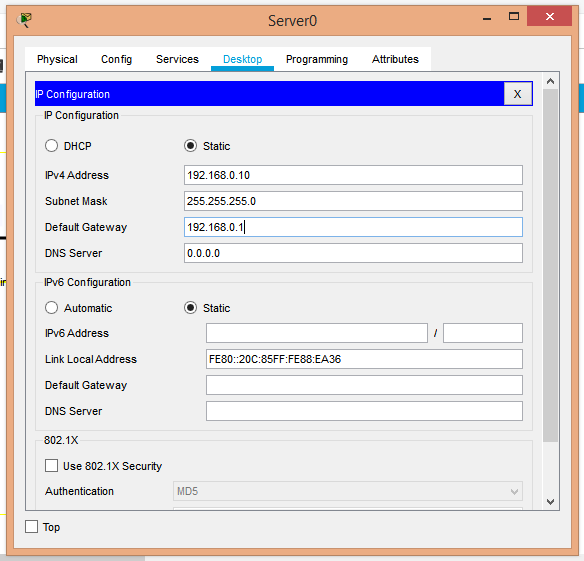 Server0
Physical Config Services Desktop Programming Attributes
IP Configuration X
IP Configuration
DHCP Static
IPv4 Address 192.168.0.10
Subnet Mask 255.255.255.0
Default Gateway 192.168.0.1
DNS Server 0.0.0.0
IPv6 Configuration
Automatic Static
IPv6 Address /
Link Local Address FE80::20C:85FF:FE88:EA36
Default Gateway
DNS Server
802.1X
Use 802.1X Security
Authentication MD5
Top